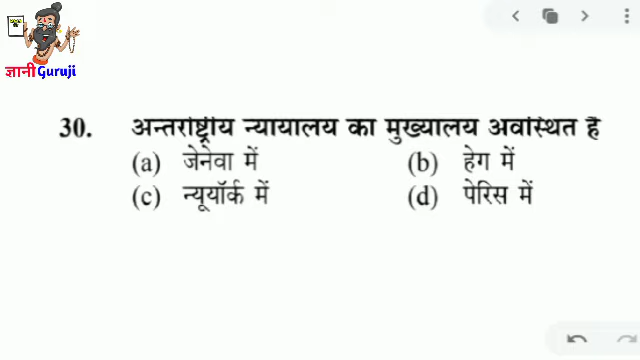 ज्ञानीGuruji
30. अन्तर्राष्ट्रीय न्यायालय का मुख्यालय अवस्थित है
(a) जेनेवा में (b) हेग में
(c) न्यूयॉर्क में (d) पेरिस में